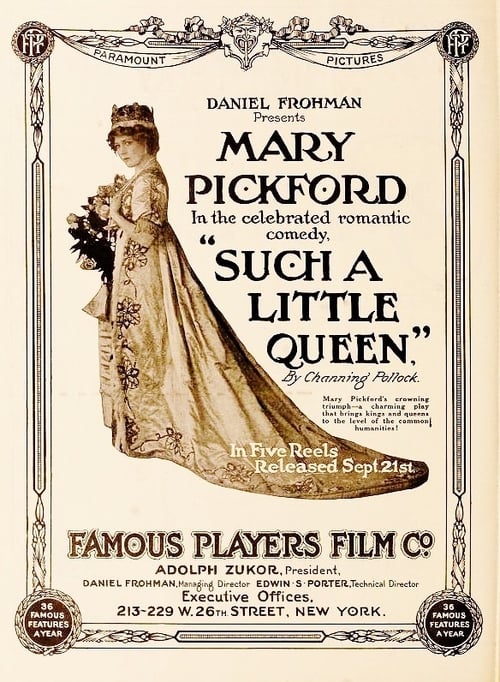 PARAMOUNT PICTURES
DANIEL FROHMAN
Presents
MARY
PICKFORD
In the celebrated romantic
comedy,
"SUCH A
LITTLE
QUEEN,"
By Channing Pollock.
Mary Pickford's crowning
triumph—a charming play
that brings kings and queens
to the level of the common
humanities!
In Five Reels
Released Sept. 21st.
FAMOUS PLAYERS FILM Co.
ADOLPH ZUKOR, President,
DANIEL FROHMAN, Managing Director EDWIN·S·PORTER, Technical Director
Executive Offices,
213-229 W. 26TH STREET, NEW YORK.
36
FAMOUS
FEATURES
A YEAR
36
FAMOUS
FEATURES
A YEAR